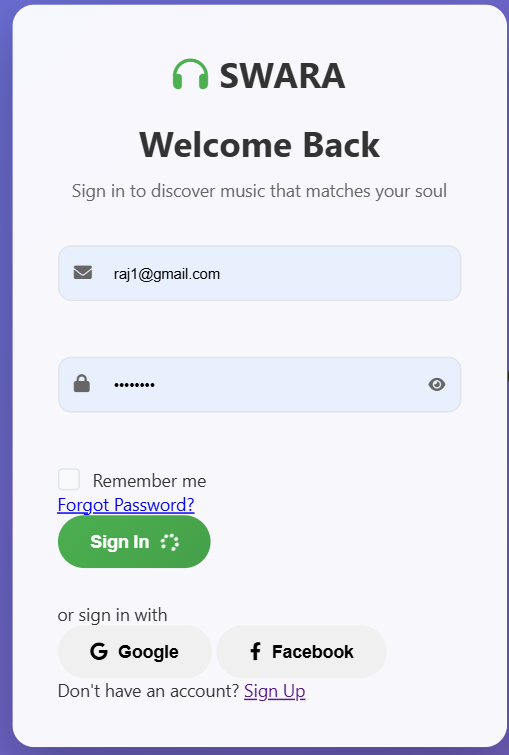 SWARA
Welcome Back
Sign in to discover music that matches your soul
raj1@gmail.com
••••••••
Remember me
Forgot Password?
Sign In
or sign in with
Google Facebook
Don't have an account? Sign Up